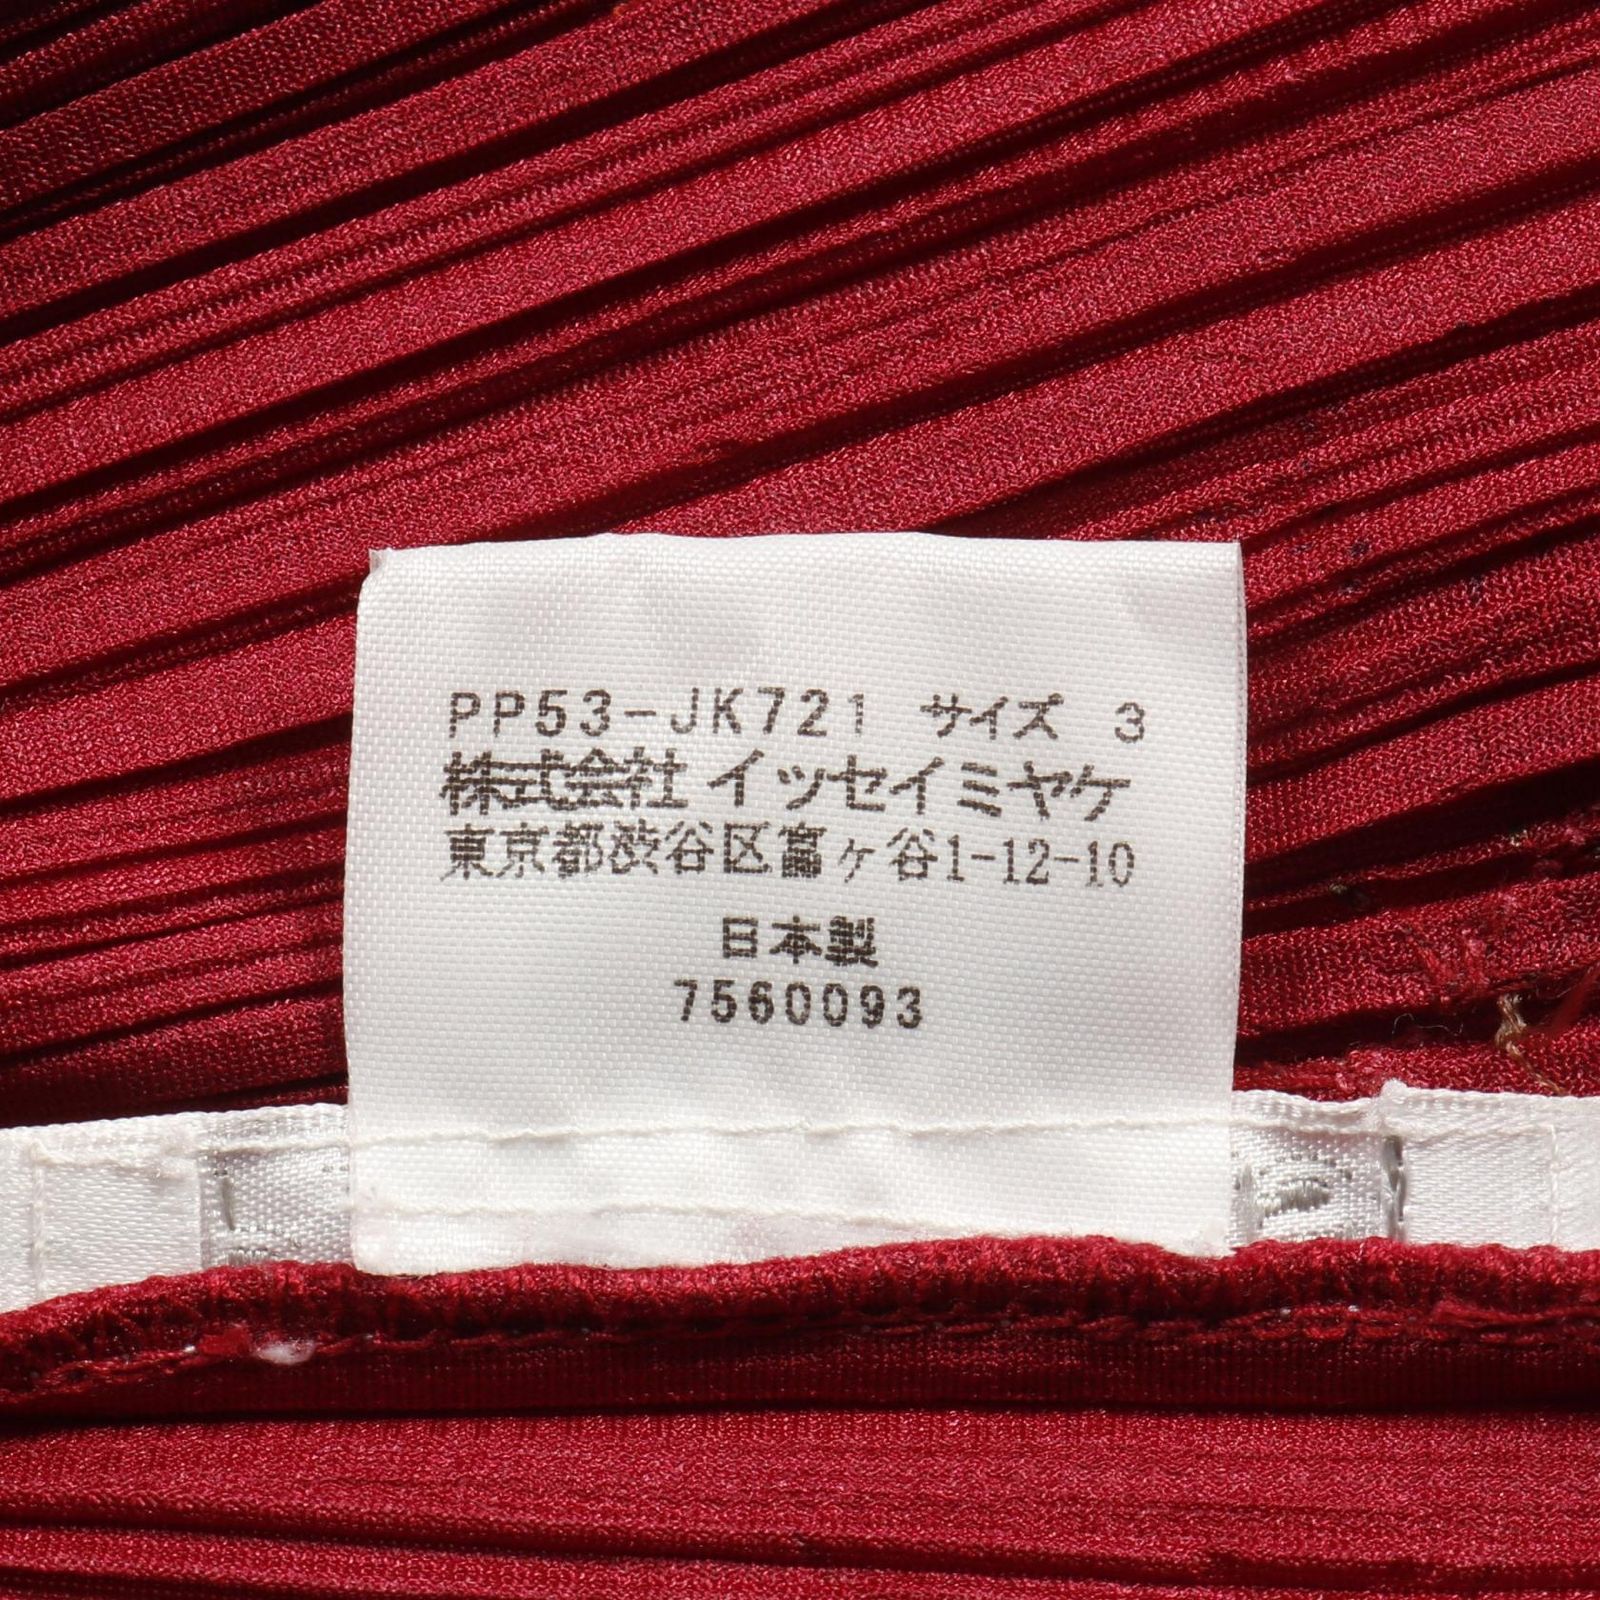 PP53-JK721 サイズ 3
株式会社 イッセイミヤケ
東京都渋谷区富ヶ谷1-12-10
日本製
7560093